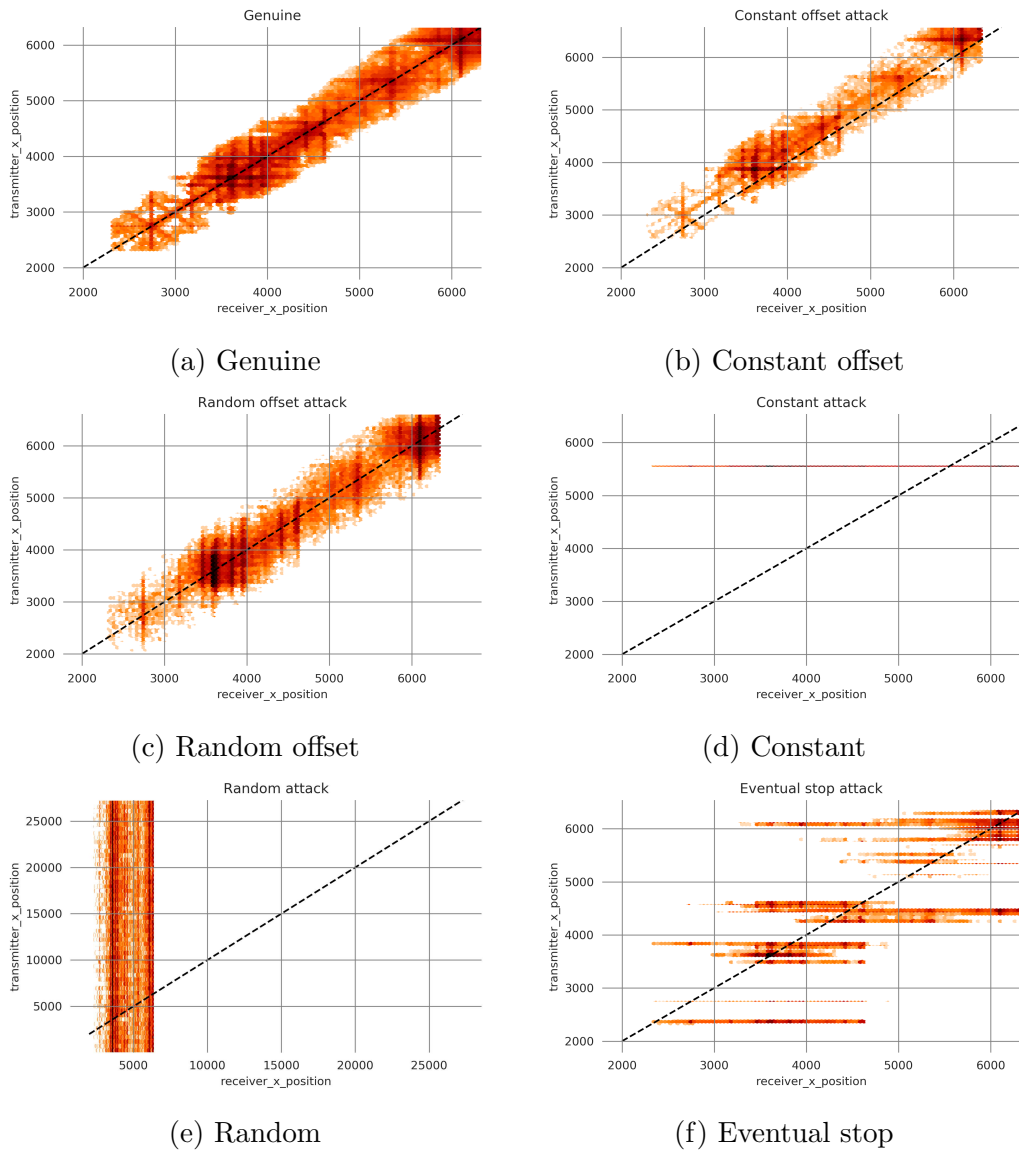 Genuine
transmitter_x_position
6000
5000
4000
3000
2000
2000 3000 4000 5000 6000
receiver_x_position
(a) Genuine
Constant offset attack
transmitter_x_position
6000
5000
4000
3000
2000
2000 3000 4000 5000 6000
receiver_x_position
(b) Constant offset
Random offset attack
transmitter_x_position
6000
5000
4000
3000
2000
2000 3000 4000 5000 6000
receiver_x_position
(c) Random offset
Constant attack
transmitter_x_position
6000
5000
4000
3000
2000
2000 3000 4000 5000 6000
receiver_x_position
(d) Constant
Random attack
transmitter_x_position
25000
20000
15000
10000
5000
5000 10000 15000 20000 25000
receiver_x_position
(e) Random
Eventual stop attack
transmitter_x_position
6000
5000
4000
3000
2000
2000 3000 4000 5000 6000
receiver_x_position
(f) Eventual stop